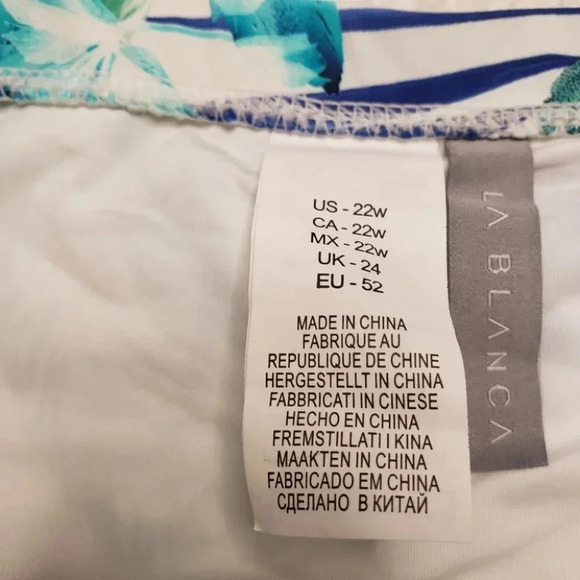 US - 22W
CA - 22W
MX - 22W
UK - 24
EU - 52
MADE IN CHINA
FABRIQUE AU
REPUBLIQUE DE CHINE
HERGESTELLT IN CHINA
FABBRICATI IN CINESE
HECHO EN CHINA
FREMSTILLATI I KINA
MAAKTEN IN CHINA
FABRICADO EM CHINA
СДЕЛАНО В КИТАЙ
LA BLANCA